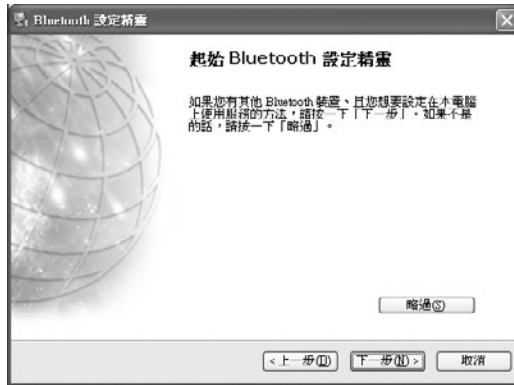 Bluetooth 設定精靈
起始 Bluetooth 設定精靈
如果您有其他 Bluetooth 裝置、且您想要設定在本電腦
上使用服務的方法，請按一下「下一步」。如果不是
的話，請按一下「略過」。
略過(S)
<上一步(B)
下一步(N)>
取消